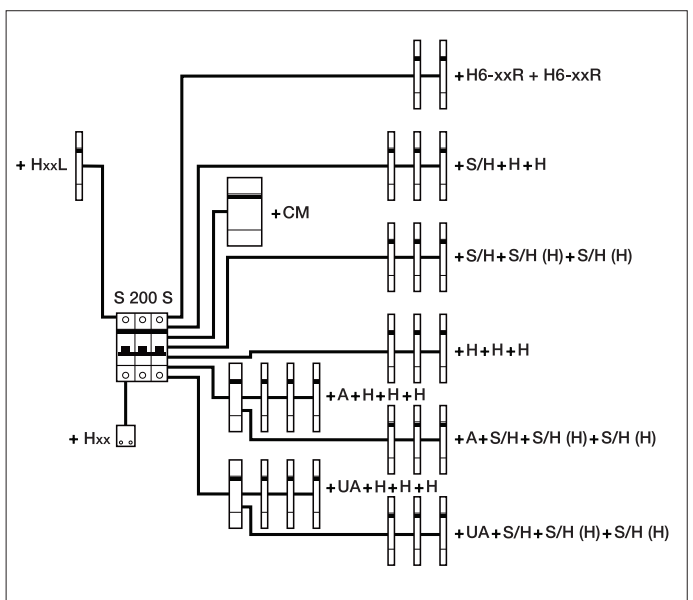 +H6-xxR + H6-xxR
+ HxxL
+S/H+H+H
+CM
+S/H+S/H (H)+S/H (H)
S 200 S
+H+H+H
+A+H+H+H
+ Hxx
+A+S/H+S/H (H)+S/H (H)
+UA+H+H+H
+UA+S/H+S/H (H)+S/H (H)